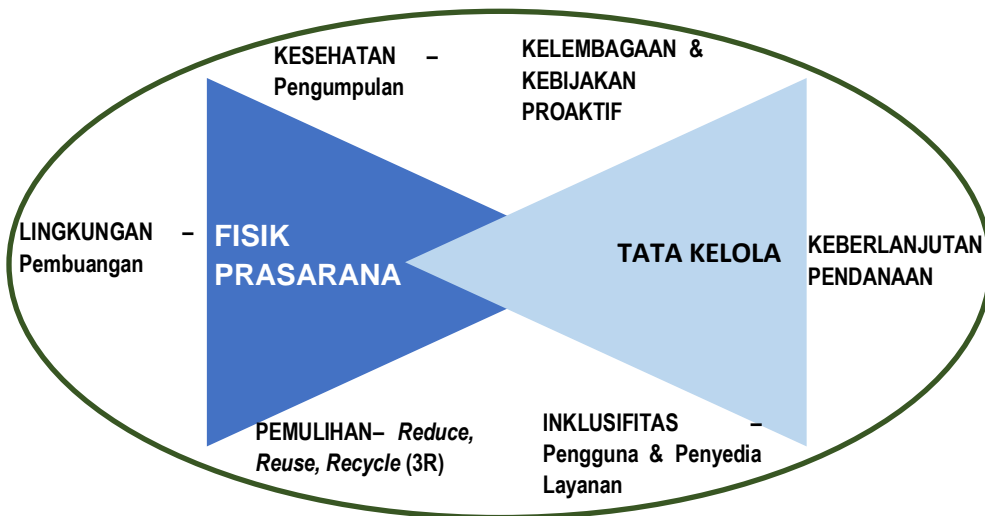 KESEHATAN –
Pengumpulan
KELEMBAGAAN &
KEBIJAKAN
PROAKTIF
LINGKUNGAN –
Pembuangan
FISIK
PRASARANA
TATA KELOLA
KEBERLANJUTAN
PENDANAAN
PEMULIHAN– Reduce,
Reuse, Recycle (3R)
INKLUSIFITAS –
Pengguna & Penyedia
Layanan